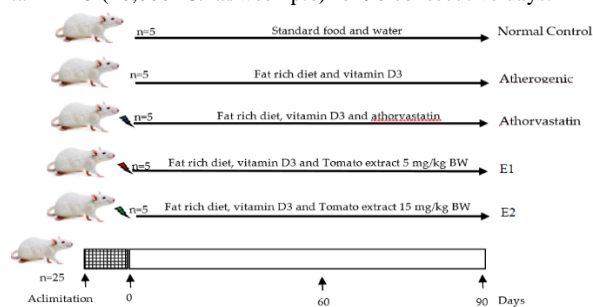 n=5 Standard food and water Normal Control
n=5 Fat rich diet and vitamin D3 Atherogenic
n=5 Fat rich diet, vitamin D3 and athorvastatin Athorvastatin
n=5 Fat rich diet, vitamin D3 and Tomato extract 5 mg/kg BW E1
n=5 Fat rich diet, vitamin D3 and Tomato extract 15 mg/kg BW E2
n=25
Aclimitation 0 60 90 Days